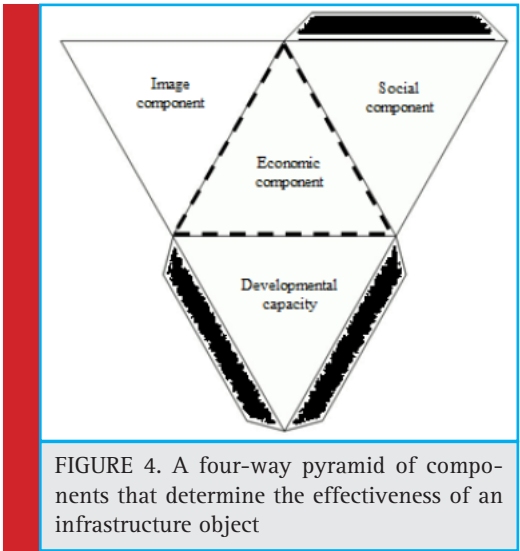 Image
component
Social
component
Economic
component
Developmental
capacity
FIGURE 4. A four-way pyramid of compo-
nents that determine the effectiveness of an
infrastructure object